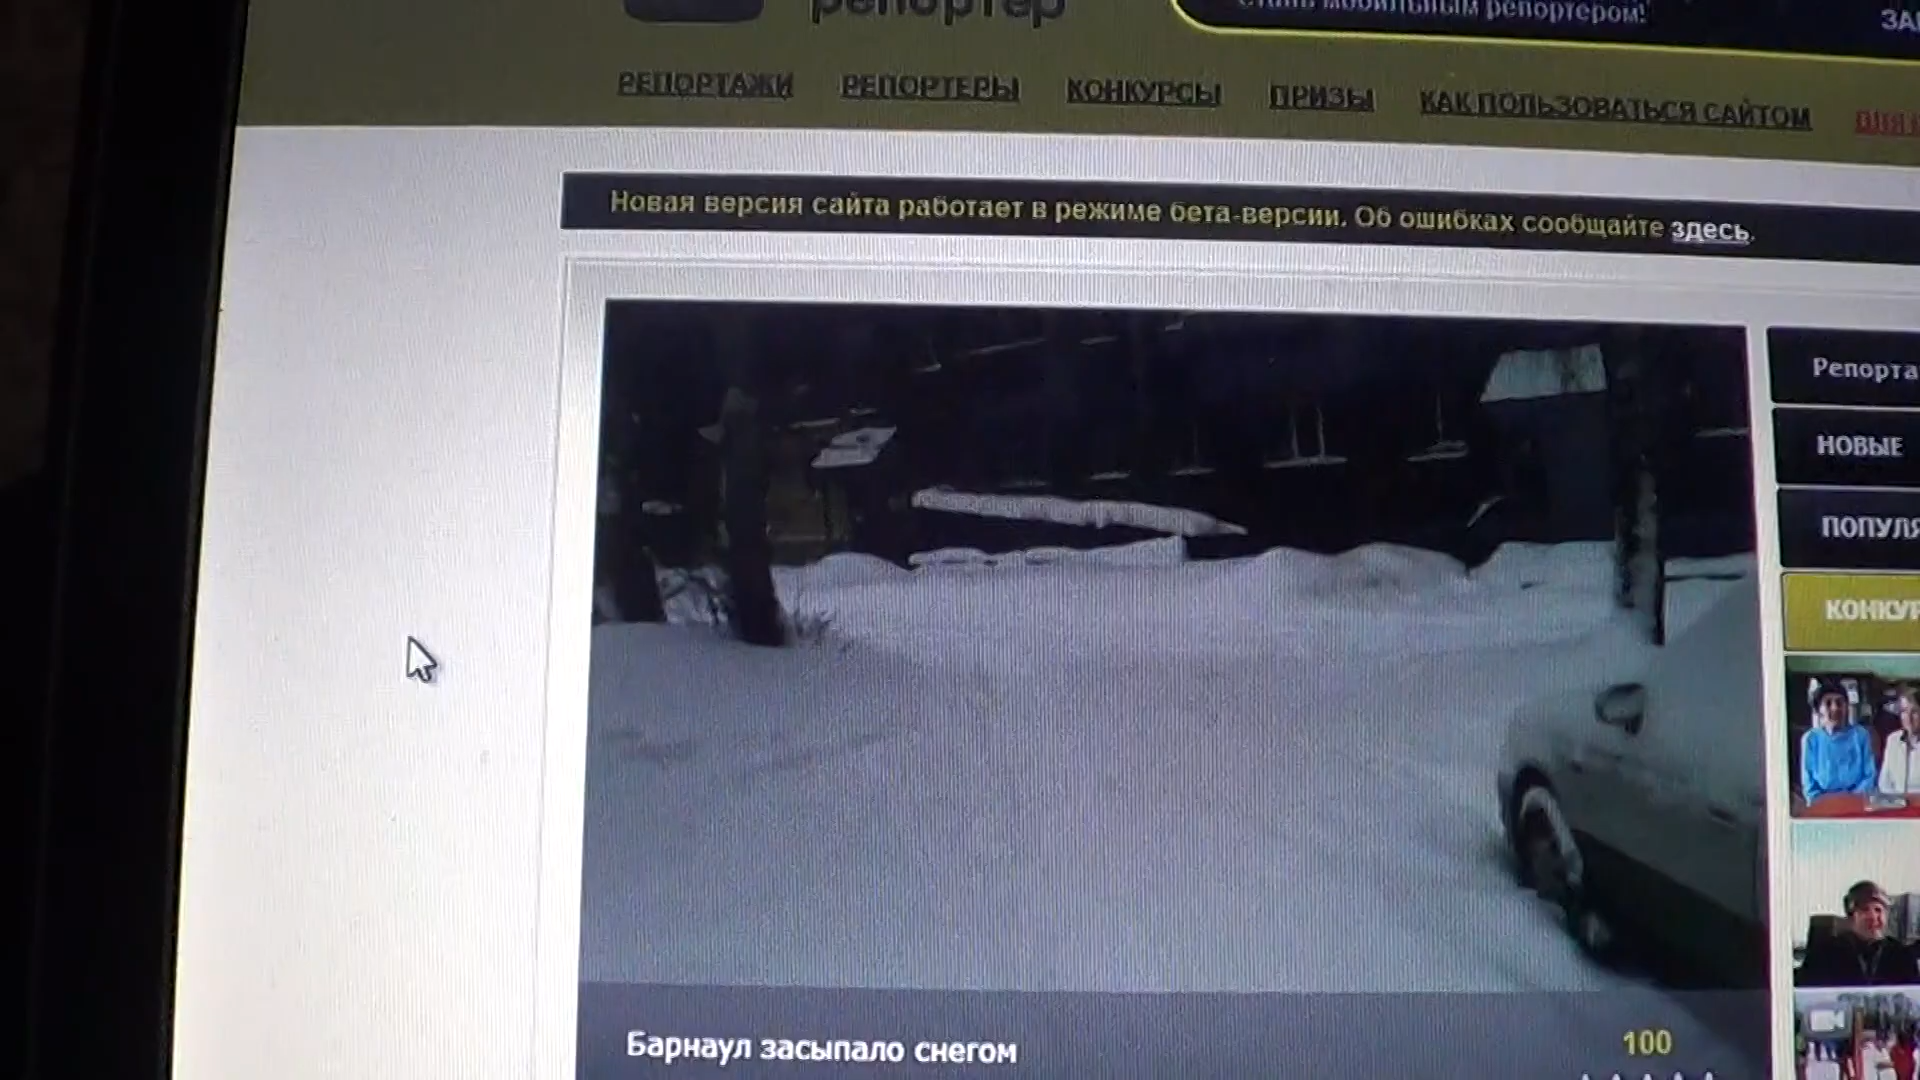 репортер
стань мобильным репортером!
РЕПОРТАЖИ РЕПОРТЕРЫ КОНКУРСЫ ПРИЗЫ КАК ПОЛЬЗОВАТЬСЯ САЙТОМ
Новая версия сайта работает в режиме бета-версии. Об ошибках сообщайте здесь.
Репорта
НОВЫЕ
ПОПУЛЯ
КОНКУР
Барнаул засыпало снегом
100